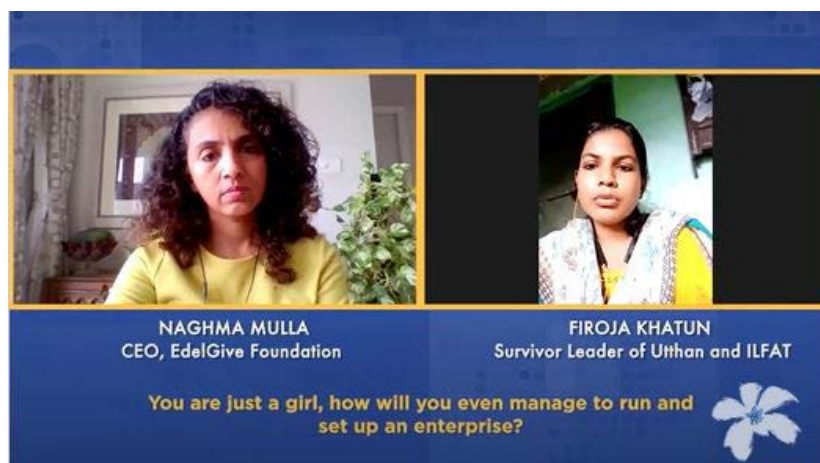 NAGHMA MULLA
CEO, EdelGive Foundation
FIROJA KHATUN
Survivor Leader of Utthan and ILFAT
You are just a girl, how will you even manage to run and
set up an enterprise?